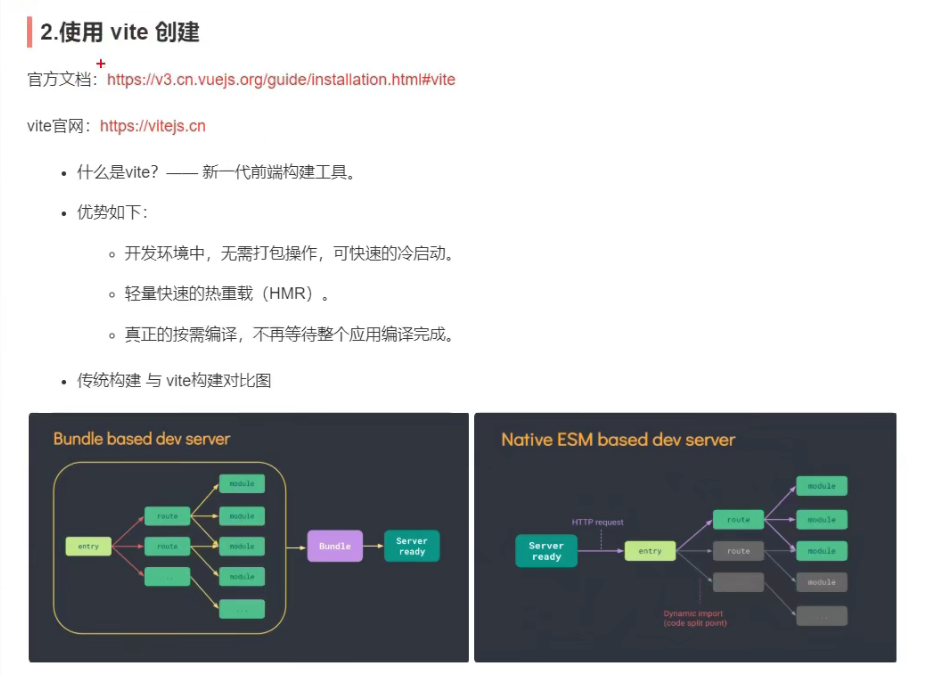 2.使用 vite 创建
官方文档：https://v3.cn.vuejs.org/guide/installation.html#vite
vite官网：https://vitejs.cn
什么是vite？—— 新一代前端构建工具。
优势如下：
开发环境中，无需打包操作，可快速的冷启动。
轻量快速的热重载（HMR）。
真正的按需编译，不再等待整个应用编译完成。
传统构建 与 vite构建对比图
Bundle based dev server
entry
route
route
...
module
module
module
module
...
Bundle
Server
ready
Native ESM based dev server
Server
ready
HTTP request
entry
route
route
module
module
module
module
...
Dynamic import
(code split point)